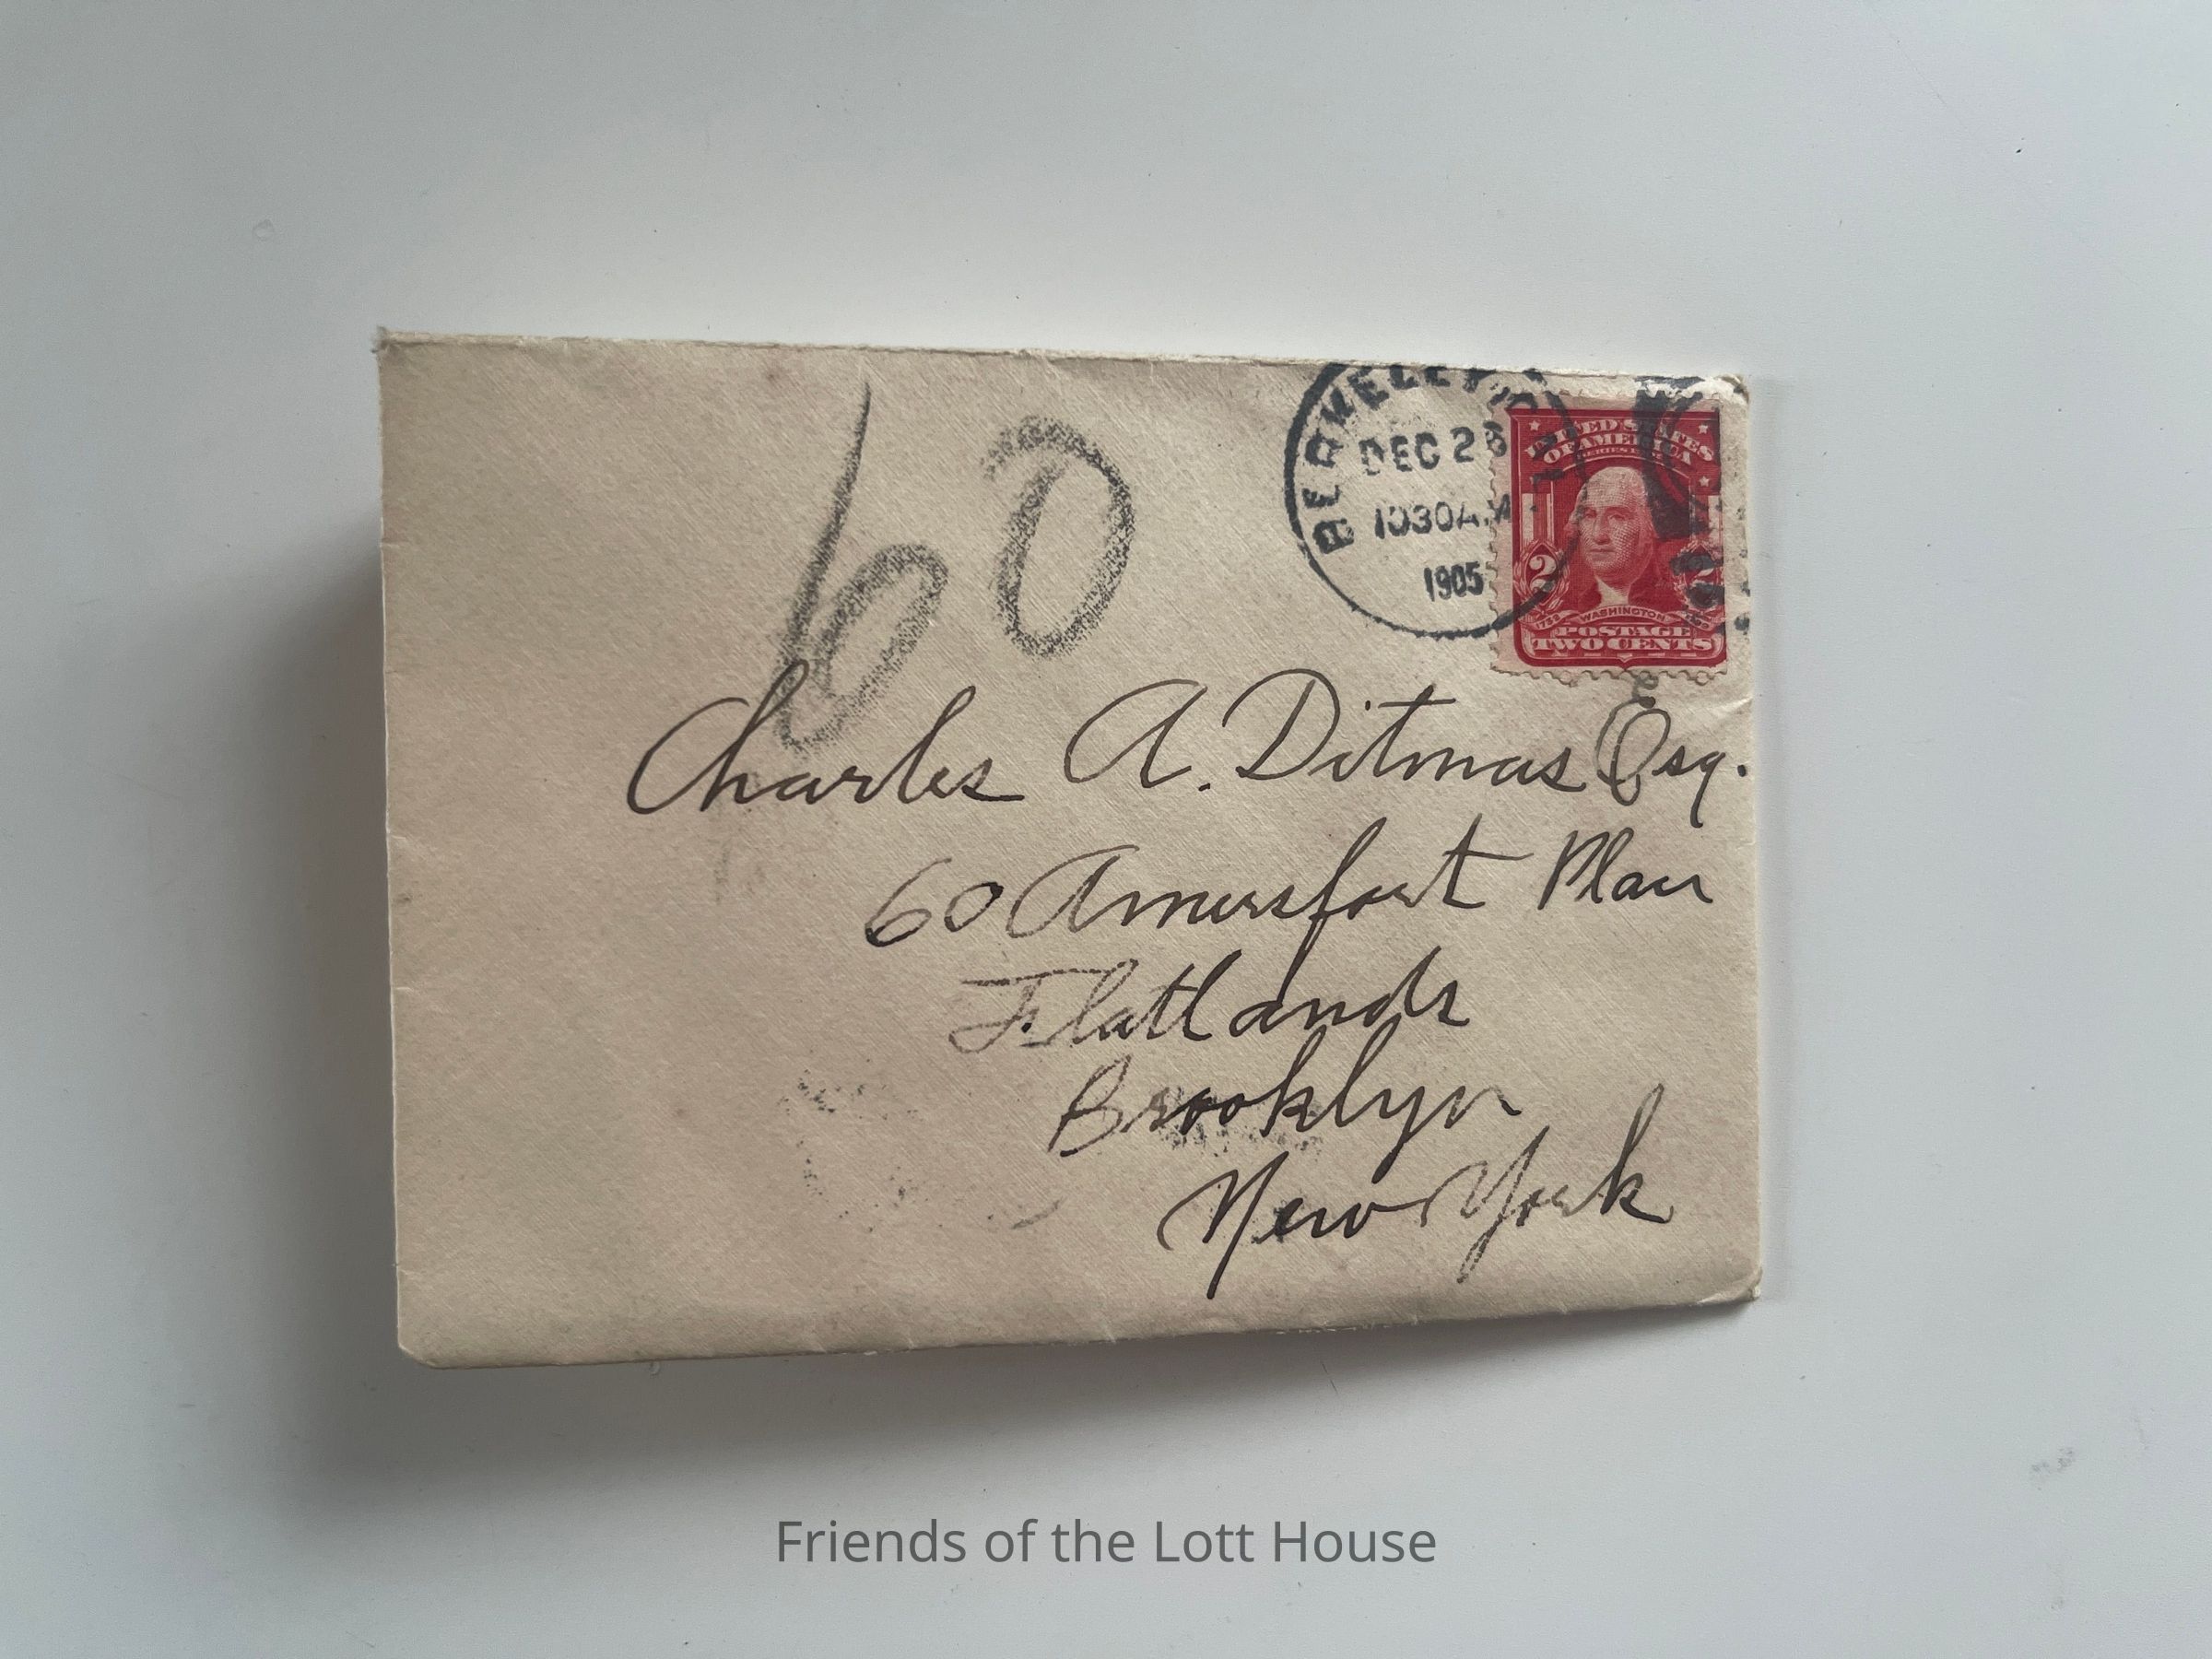 60
BERKELEY
DEC 28
1030 A.M
1905
UNITED STATES
OF AMERICA
2
WASHINGTON
POSTAGE
TWO CENTS
Charles A. Ditmas Esq.
60 Amersfort Place
Flatlands
Brooklyn
New York
Friends of the Lott House